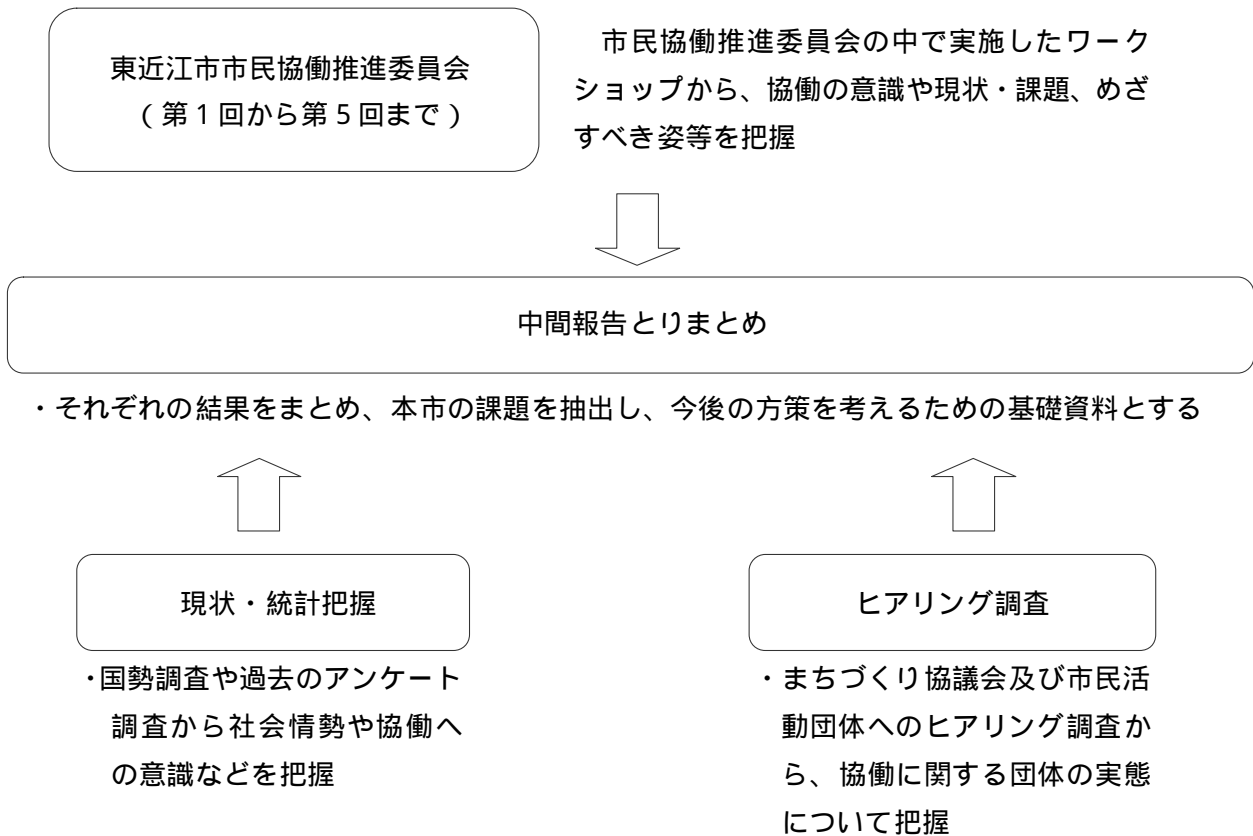 東近江市市民協働推進委員会
（第１回から第５回まで）
市民協働推進委員会の中で実施したワーク
ショップから、協働の意識や現状・課題、めざ
すべき姿等を把握
中間報告とりまとめ
・それぞれの結果をまとめ、本市の課題を抽出し、今後の方策を考えるための基礎資料とする
現状・統計把握
・国勢調査や過去のアンケート
調査から社会情勢や協働へ
の意識などを把握
ヒアリング調査
・まちづくり協議会及び市民活
動団体へのヒアリング調査か
ら、協働に関する団体の実態
について把握